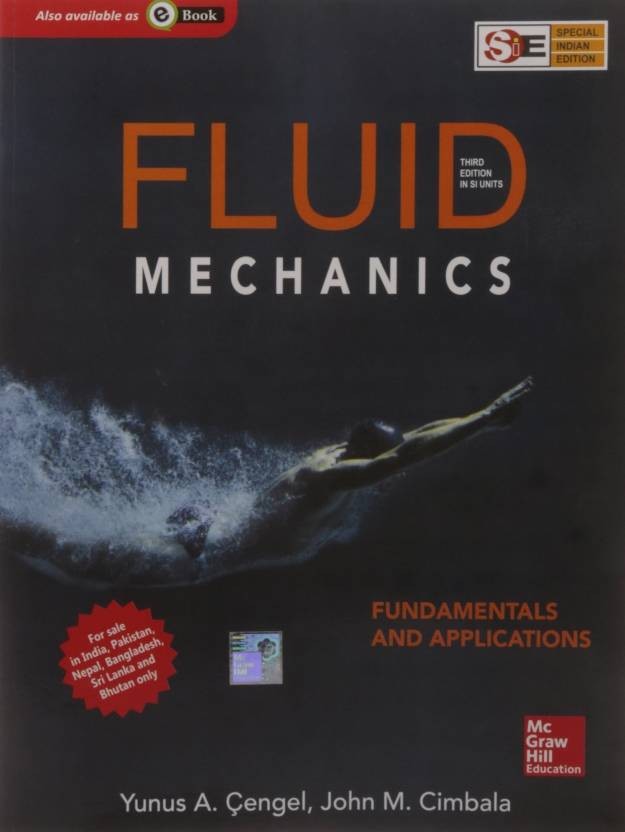 Also available as e Book
SiE SPECIAL
INDIAN
EDITION
FLUID
THIRD
EDITION
IN SI UNITS
MECHANICS
FUNDAMENTALS
AND APPLICATIONS
For sale
in India, Pakistan,
Nepal, Bangladesh,
Sri Lanka and
Bhutan only
Mc
Graw
Hill
Education
Yunus A. Çengel, John M. Cimbala